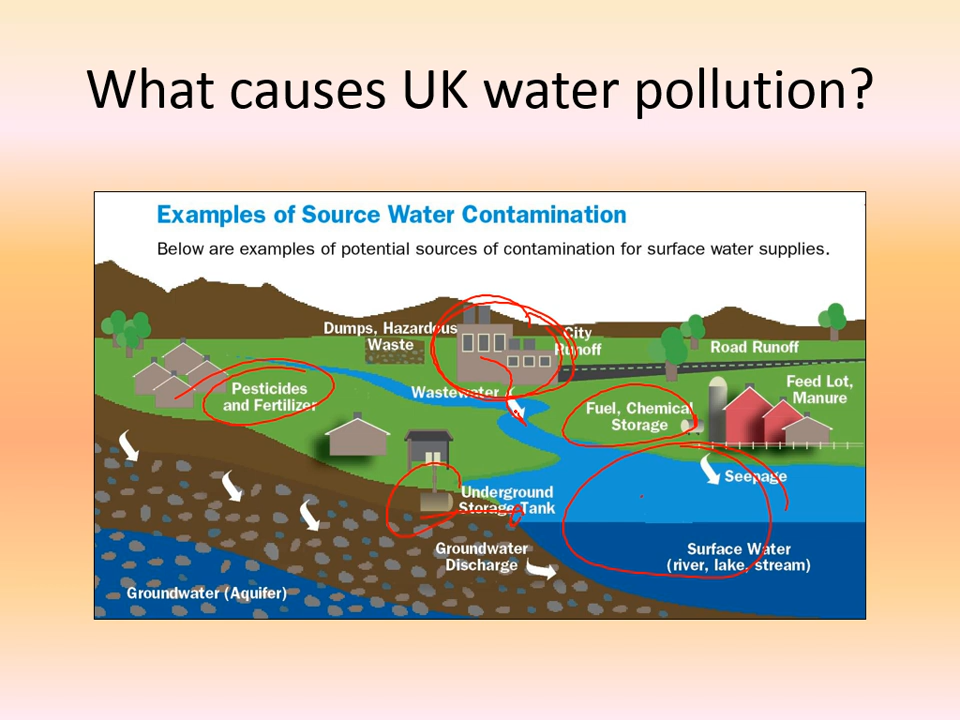 What causes UK water pollution?
Examples of Source Water Contamination
Below are examples of potential sources of contamination for surface water supplies.
Dumps, Hazardous
Waste
City
Runoff
Road Runoff
Pesticides
and Fertilizer
Wastewater
Fuel, Chemical
Storage
Feed Lot,
Manure
Seepage
Underground
Storage Tank
Groundwater
Discharge
Surface Water
(river, lake, stream)
Groundwater (Aquifer)